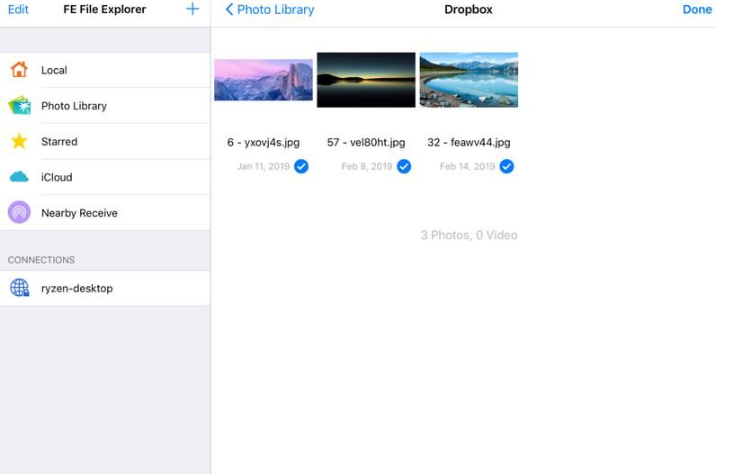 Edit FE File Explorer +
Local
Photo Library
Starred
iCloud
Nearby Receive
CONNECTIONS
ryzen-desktop
Photo Library Dropbox Done
6 - yxovj4s.jpg 57 - vel80ht.jpg 32 - feawv44.jpg
Jan 11, 2019 Feb 8, 2019 Feb 14, 2019
3 Photos, 0 Video